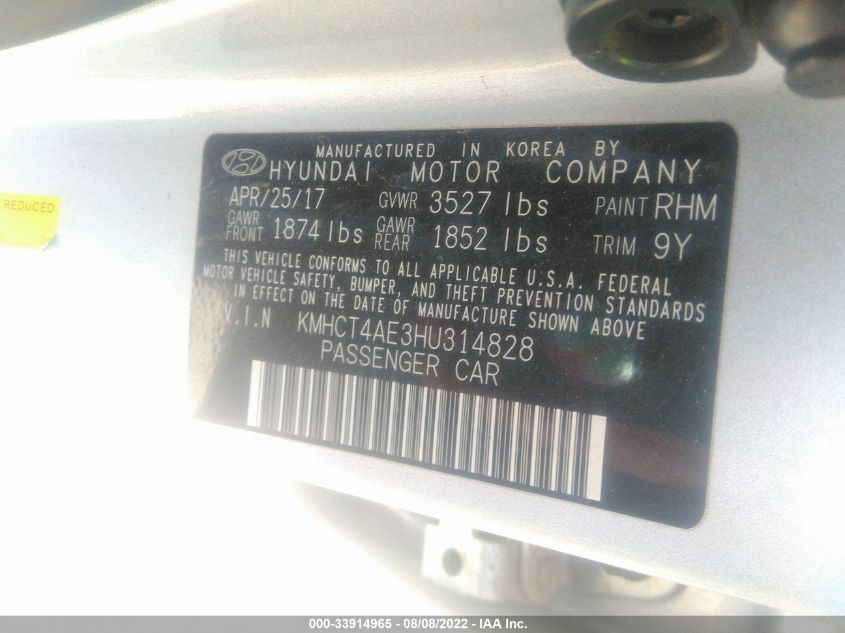 MANUFACTURED IN KOREA BY
HYUNDAI MOTOR COMPANY
APR/25/17 GVWR 3527 lbs PAINT RHM
GAWR FRONT 1874 lbs GAWR REAR 1852 lbs TRIM 9Y
THIS VEHICLE CONFORMS TO ALL APPLICABLE U.S.A. FEDERAL
MOTOR VEHICLE SAFETY, BUMPER, AND THEFT PREVENTION STANDARDS
IN EFFECT ON THE DATE OF MANUFACTURE SHOWN ABOVE
V.I.N KMHCT4AE3HU314828
PASSENGER CAR
REDUCED
000-33914965 - 08/08/2022 - IAA Inc.